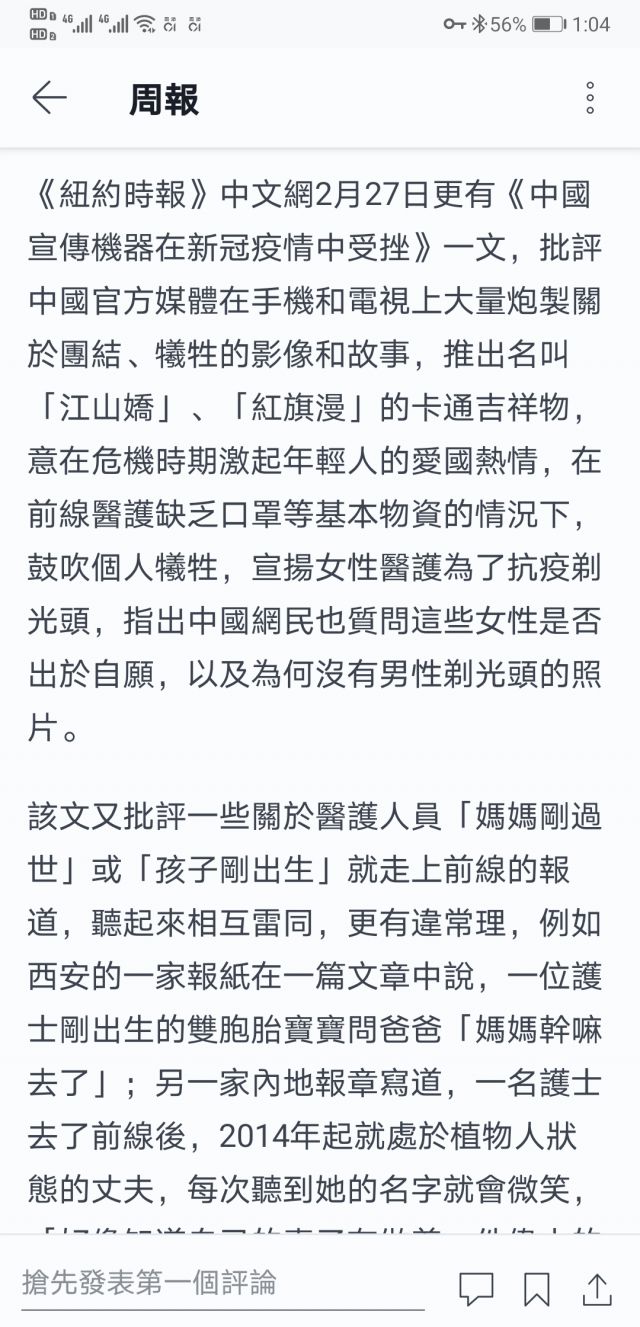 HD 1 4G 4G 56% 1:04
HD 2
周報
《紐約時報》中文網2月27日更有《中國
宣傳機器在新冠疫情中受挫》一文，批評
中國官方媒體在手機和電視上大量炮製關
於團結、犧牲的影像和故事，推出名叫
「江山嬌」、「紅旗漫」的卡通吉祥物，
意在危機時期激起年輕人的愛國熱情，在
前線醫護缺乏口罩等基本物資的情況下，
鼓吹個人犧牲，宣揚女性醫護為了抗疫剃
光頭，指出中國網民也質問這些女性是否
出於自願，以及為何沒有男性剃光頭的照
片。
該文又批評一些關於醫護人員「媽媽剛過
世」或「孩子剛出生」就走上前線的報
道，聽起來相互雷同，更有違常理，例如
西安的一家報紙在一篇文章中說，一位護
士剛出生的雙胞胎寶寶問爸爸「媽媽幹嘛
去了」；另一家內地報章寫道，一名護士
去了前線後，2014年起就處於植物人狀
態的丈夫，每次聽到她的名字就會微笑，
搶先發表第一個評論